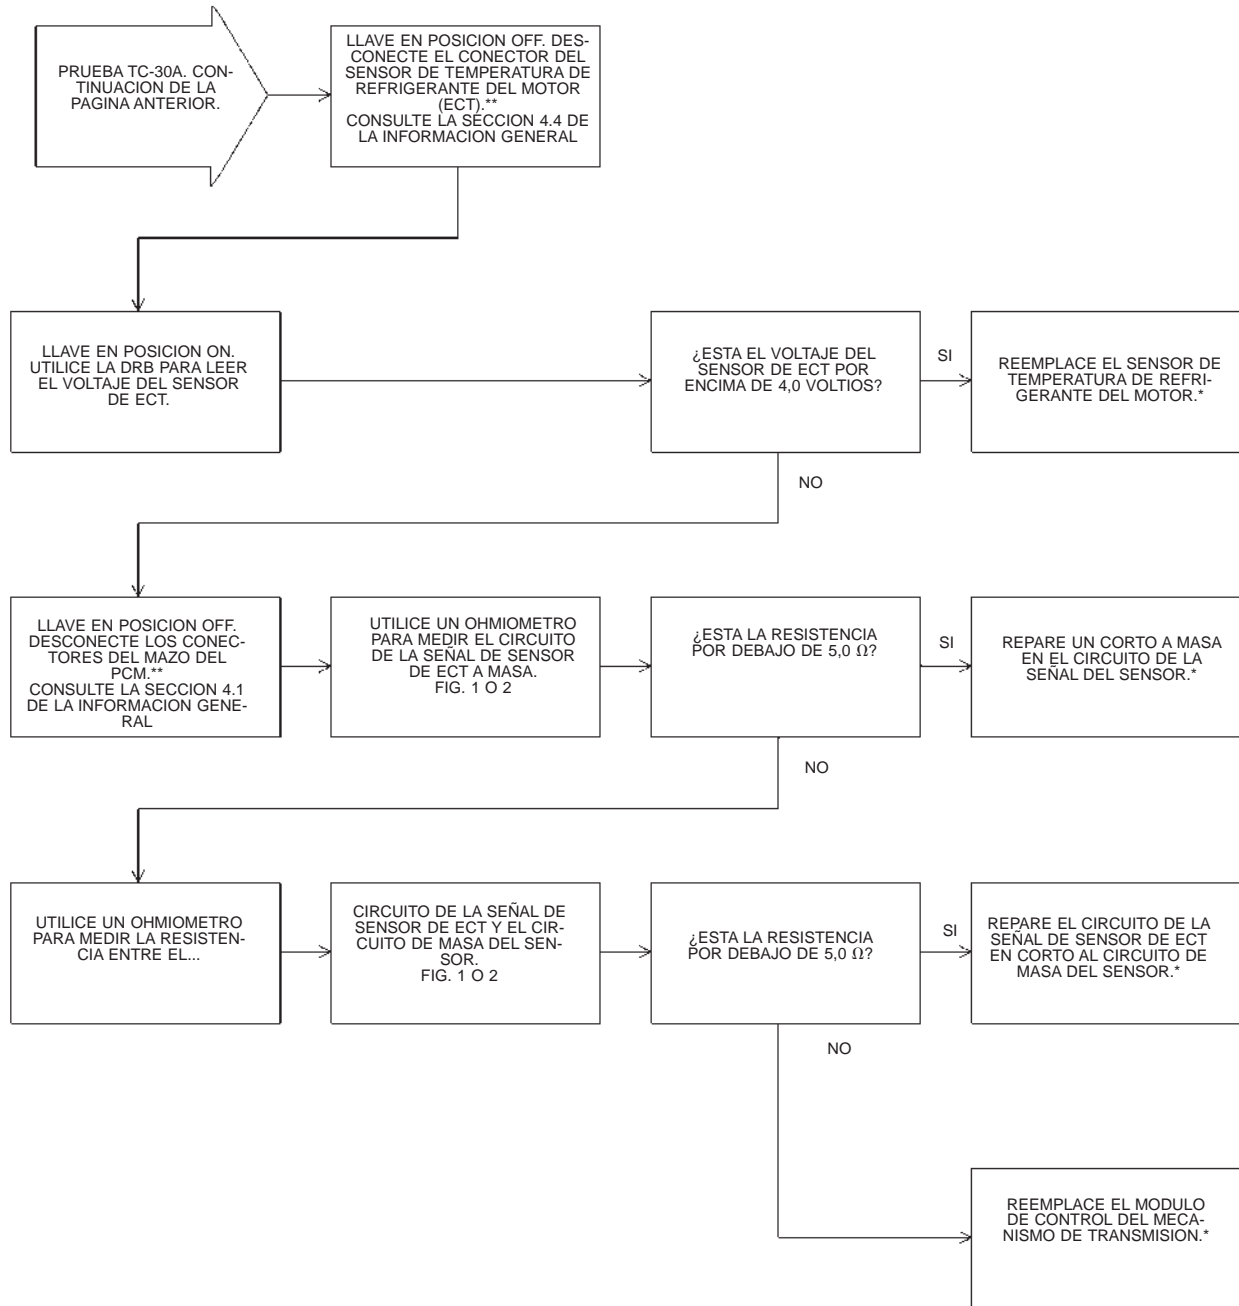 PRUEBA TC-30A. CON-
TINUACION DE LA
PAGINA ANTERIOR.
LLAVE EN POSICION OFF. DES-
CONECTE EL CONECTOR DEL
SENSOR DE TEMPERATURA DE
REFRIGERANTE DEL MOTOR
(ECT).**
CONSULTE LA SECCION 4.4 DE
LA INFORMACION GENERAL
LLAVE EN POSICION ON.
UTILICE LA DRB PARA LEER
EL VOLTAJE DEL SENSOR
DE ECT.
¿ESTA EL VOLTAJE DEL
SENSOR DE ECT POR
ENCIMA DE 4,0 VOLTIOS?
SI
REEMPLACE EL SENSOR DE
TEMPERATURA DE REFRI-
GERANTE DEL MOTOR.*
NO
LLAVE EN POSICION OFF.
DESCONECTE LOS CONEC-
TORES DEL MAZO DEL
PCM.**
CONSULTE LA SECCION 4.1
DE LA INFORMACION GENE-
RAL
UTILICE UN OHMIOMETRO
PARA MEDIR EL CIRCUITO
DE LA SEÑAL DE SENSOR
DE ECT A MASA.
FIG. 1 O 2
¿ESTA LA RESISTENCIA
POR DEBAJO DE 5,0 Ω?
SI
REPARE UN CORTO A MASA
EN EL CIRCUITO DE LA
SEÑAL DEL SENSOR.*
NO
UTILICE UN OHMIOMETRO
PARA MEDIR LA RESISTEN-
CIA ENTRE EL...
CIRCUITO DE LA SEÑAL DE
SENSOR DE ECT Y EL CIR-
CUITO DE MASA DEL SEN-
SOR.
FIG. 1 O 2
¿ESTA LA RESISTENCIA
POR DEBAJO DE 5,0 Ω?
SI
REPARE EL CIRCUITO DE LA
SEÑAL DE SENSOR DE ECT
EN CORTO AL CIRCUITO DE
MASA DEL SENSOR.*
NO
REEMPLACE EL MODULO
DE CONTROL DEL MECA-
NISMO DE TRANSMISION.*